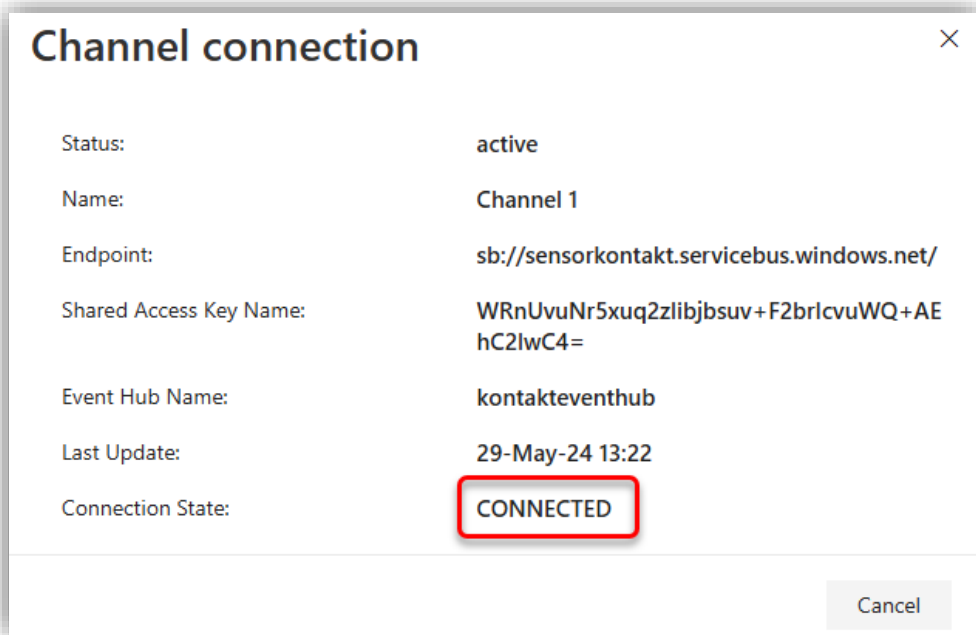 Channel connection
Status: active
Name: Channel 1
Endpoint: sb://sensorkontakt.servicebus.windows.net/
Shared Access Key Name: WRnUvuNr5xuq2zlibjbsuv+F2brlcvuWQ+AE
hC2lwC4=
Event Hub Name: kontakteventhub
Last Update: 29-May-24 13:22
Connection State: CONNECTED
Cancel